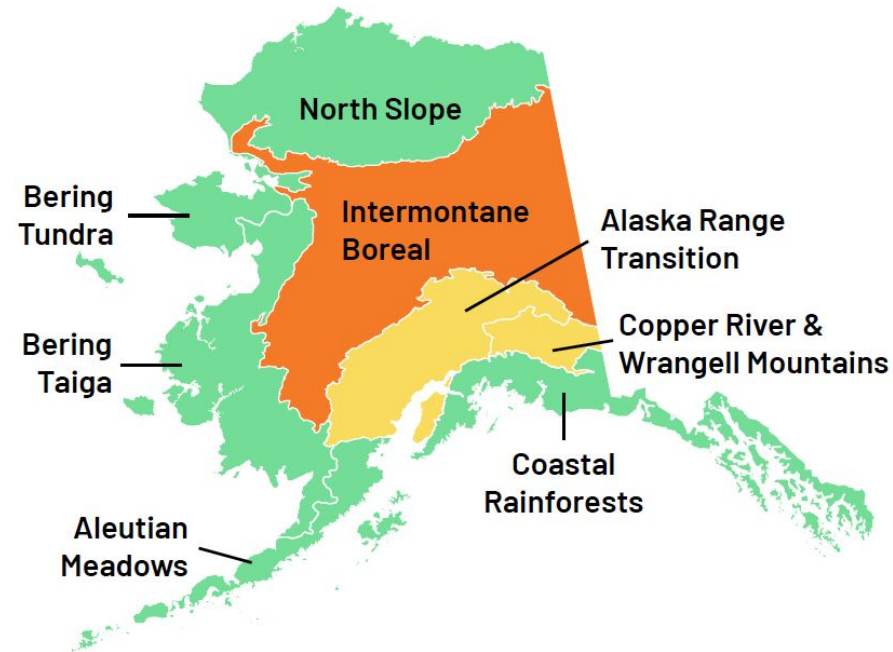 North Slope
Bering
Tundra
Intermontane
Boreal
Alaska Range
Transition
Copper River &
Wrangell Mountains
Bering
Taiga
Coastal
Rainforests
Aleutian
Meadows